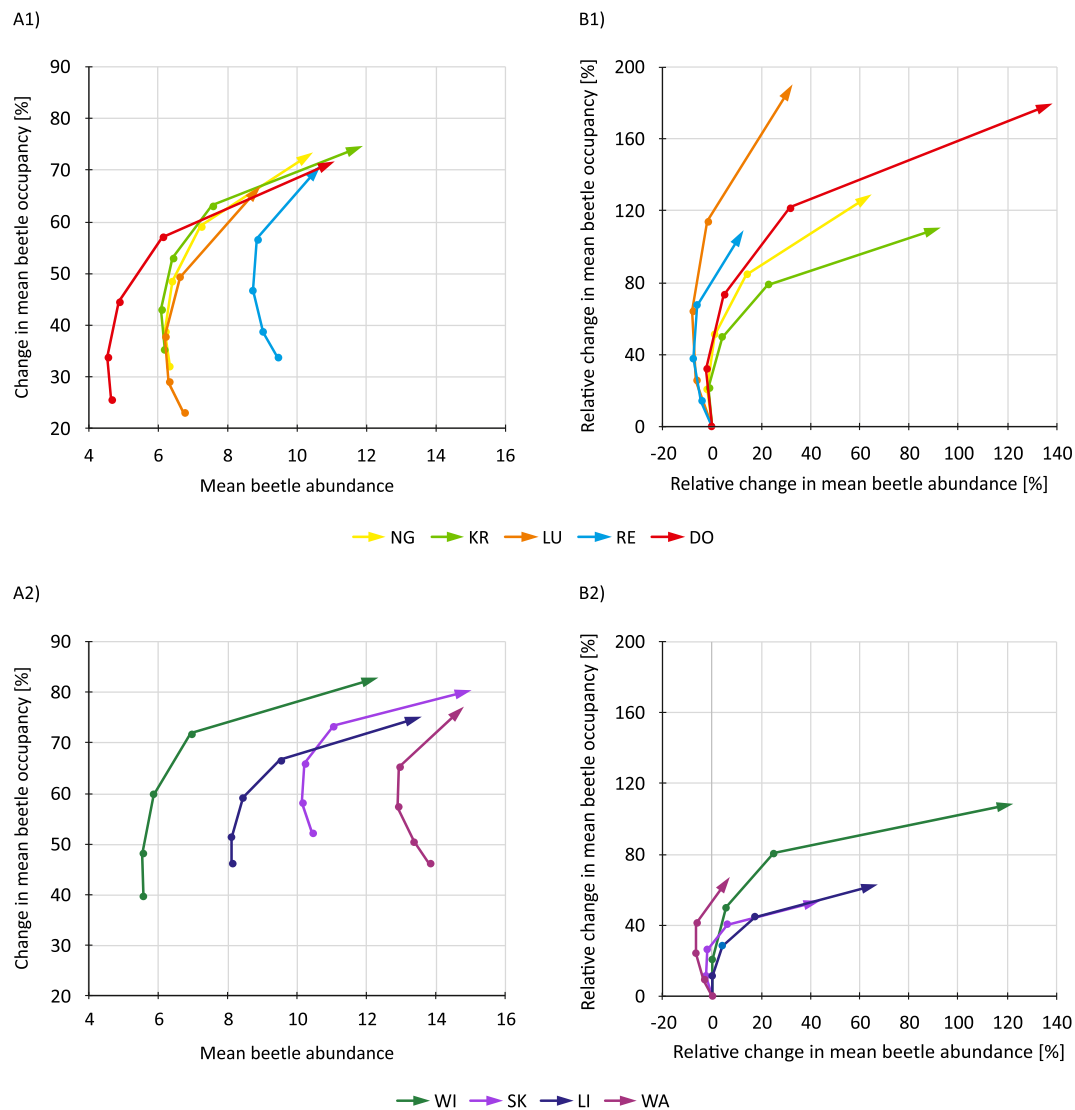 A1)
B1)
Change in mean beetle occupancy [%]
90
80
70
60
50
40
30
20
4 6 8 10 12 14 16
Mean beetle abundance
Relative change in mean beetle occupancy [%]
200
160
120
80
40
0
-20 0 20 40 60 80 100 120 140
Relative change in mean beetle abundance [%]
NG KR LU RE DO
A2)
B2)
Change in mean beetle occupancy [%]
90
80
70
60
50
40
30
20
4 6 8 10 12 14 16
Mean beetle abundance
Relative change in mean beetle occupancy [%]
200
160
120
80
40
0
-20 0 20 40 60 80 100 120 140
Relative change in mean beetle abundance [%]
WI SK LI WA